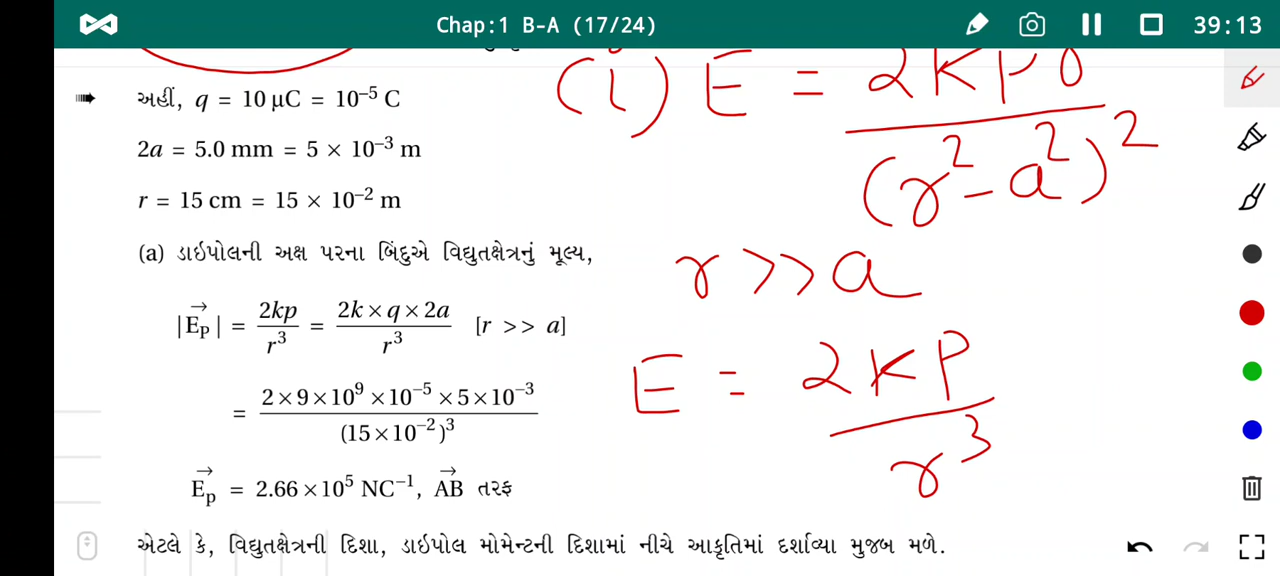 Chap:1 B-A (17/24) 39:13
(i) E = 2KPr / (r² - a²)²
અહીં, q = 10 μC = 10⁻⁵ C
2a = 5.0 mm = 5 × 10⁻³ m
r = 15 cm = 15 × 10⁻² m
(a) ડાઇપોલની અક્ષ પરના બિંદુએ વિદ્યુતક્ષેત્રનું મૂલ્ય,
r >> a
|E⃗P| = 2kp / r³ = 2k × q × 2a / r³ [r >> a]
E = 2KP / r³
= 2 × 9 × 10⁹ × 10⁻⁵ × 5 × 10⁻³ / (15 × 10⁻²)³
E⃗p = 2.66 × 10⁵ NC⁻¹, A⃗B તરફ
એટલે કે, વિદ્યુતક્ષેત્રની દિશા, ડાઇપોલ મોમેન્ટની દિશામાં નીચે આકૃતિમાં દર્શાવ્યા મુજબ મળે.